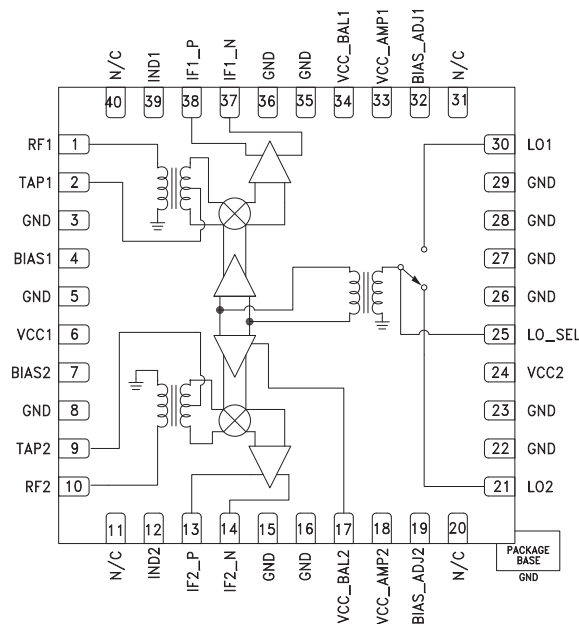 N/C
IND1
IF1_P
IF1_N
GND
GND
VCC_BAL1
VCC_AMP1
BIAS_ADJ1
N/C
40
39
38
37
36
35
34
33
32
31
RF1 1
TAP1 2
GND 3
BIAS1 4
GND 5
VCC1 6
BIAS2 7
GND 8
TAP2 9
RF2 10
30 LO1
29 GND
28 GND
27 GND
26 GND
25 LO_SEL
24 VCC2
23 GND
22 GND
21 LO2
11
12
13
14
15
16
17
18
19
20
N/C
IND2
IF2_P
IF2_N
GND
GND
VCC_BAL2
VCC_AMP2
BIAS_ADJ2
N/C
PACKAGE
BASE
GND